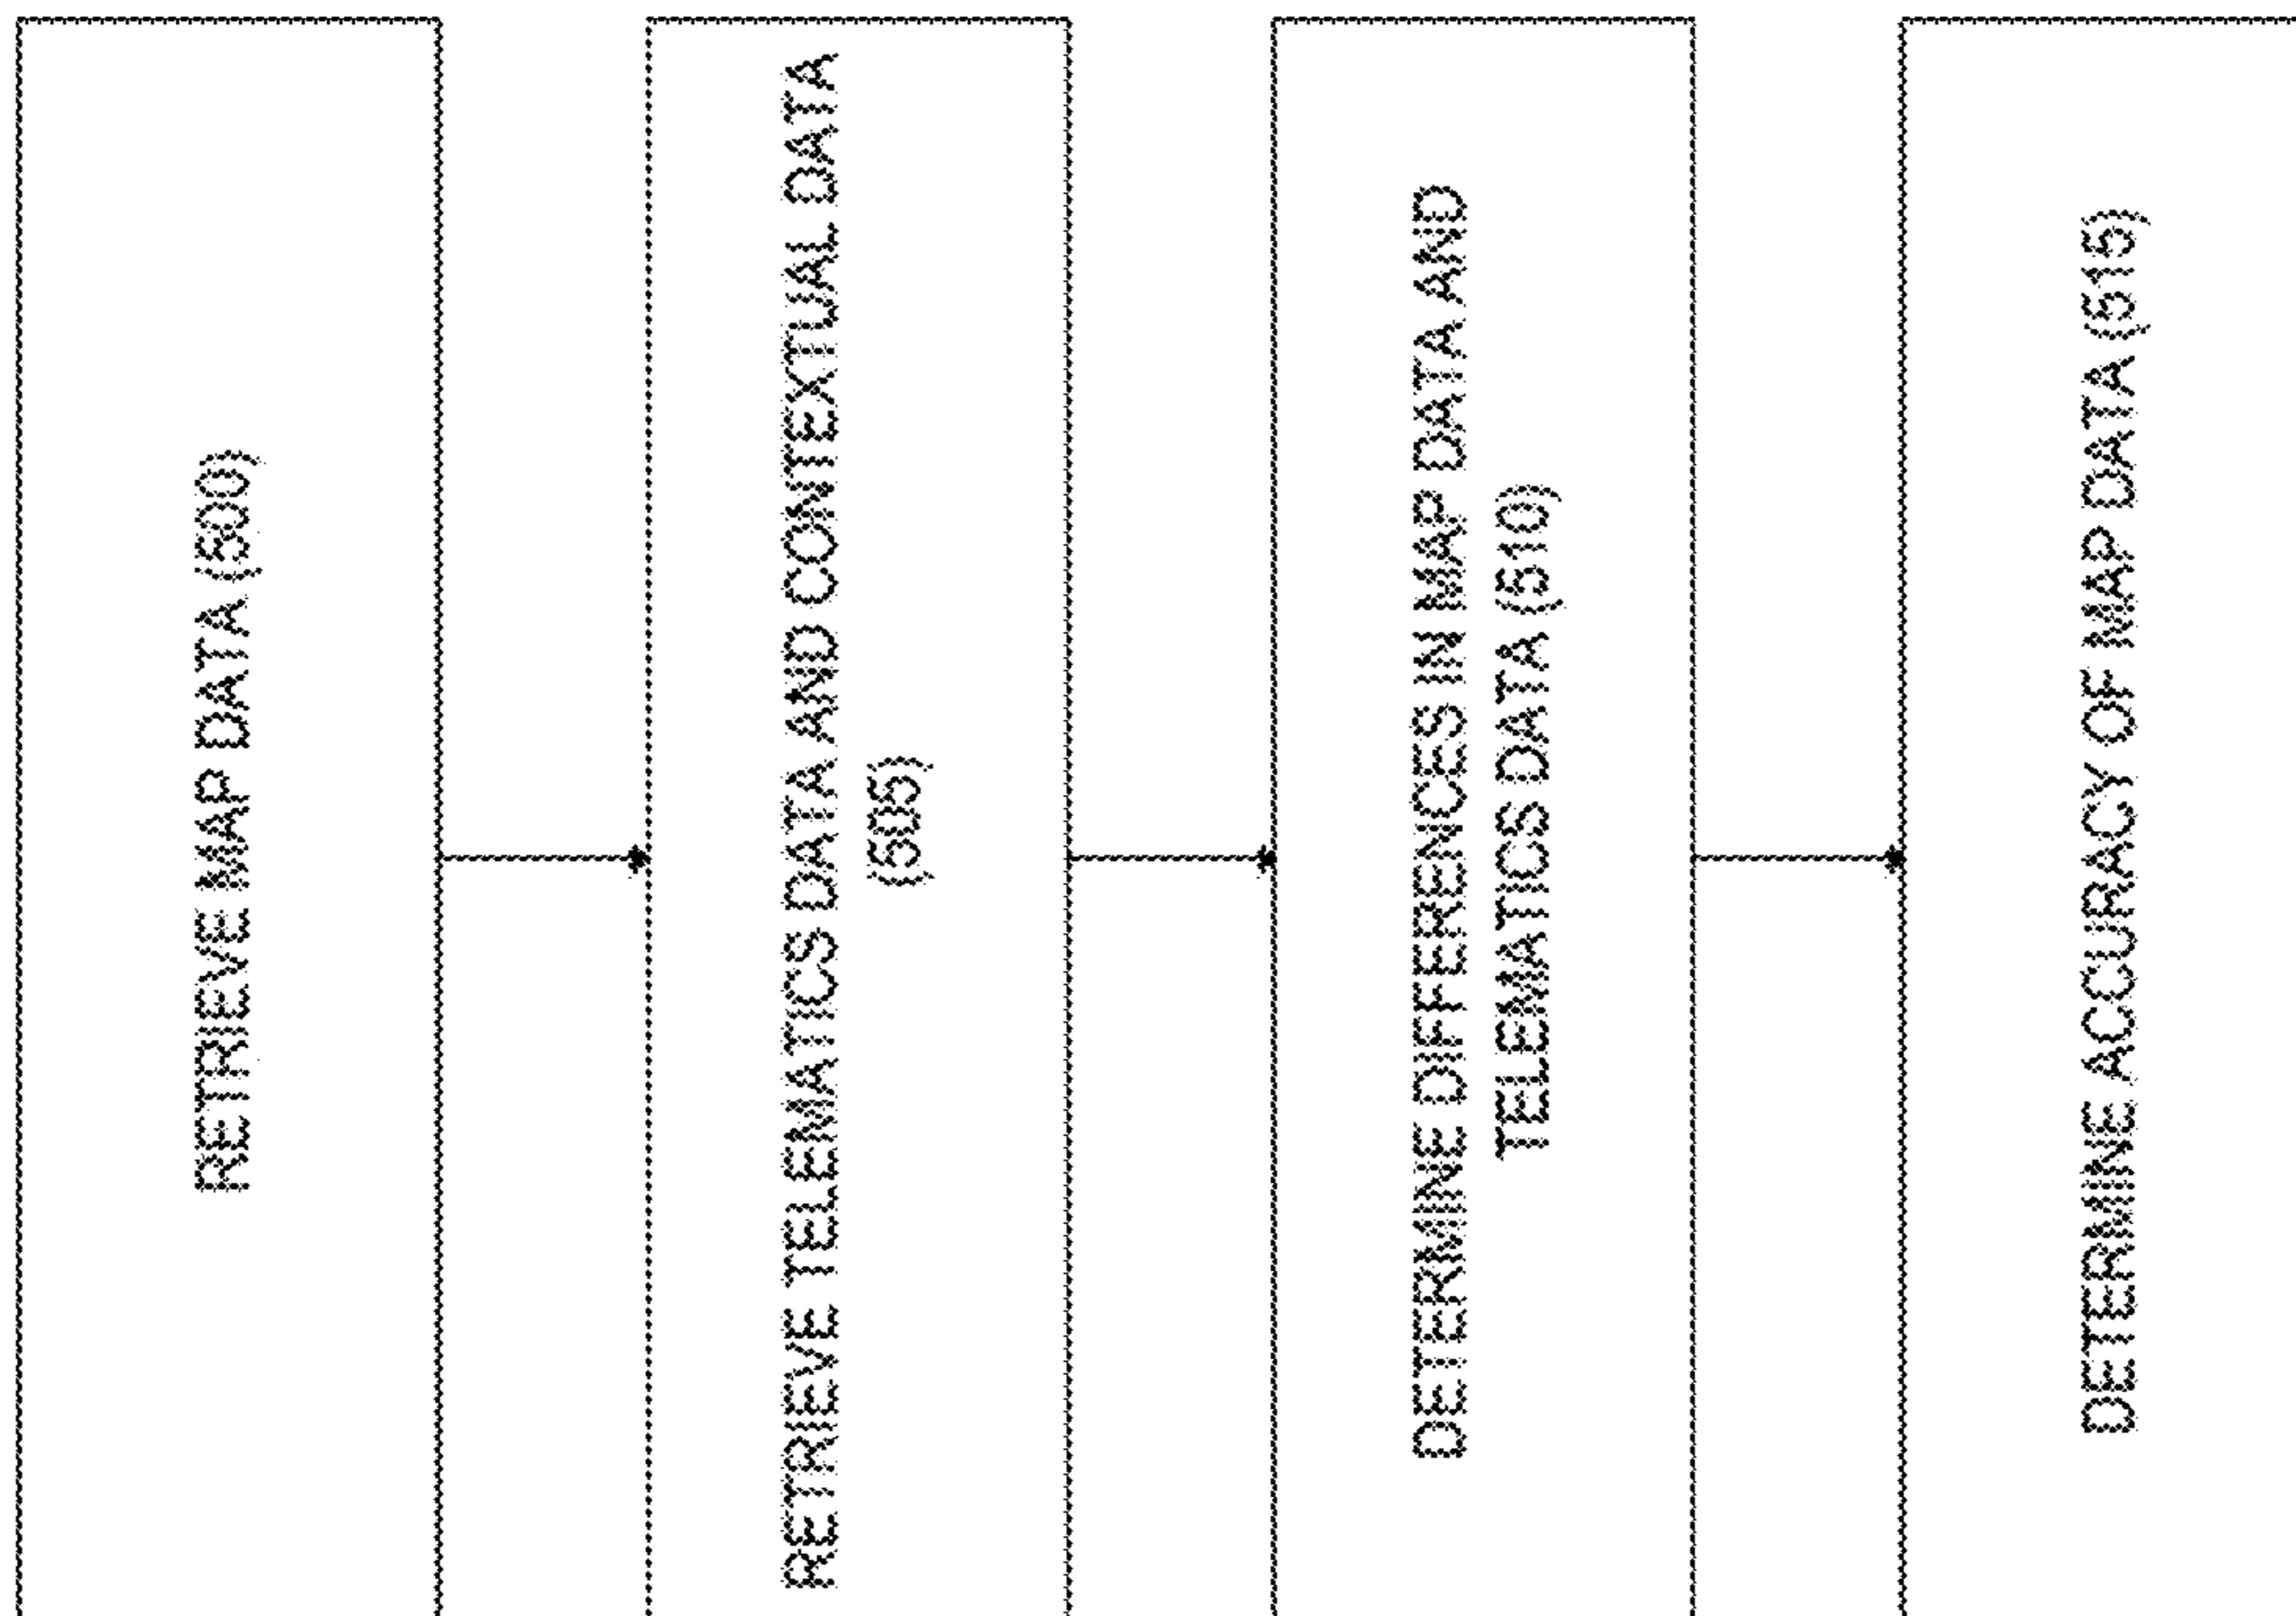 RETRIEVE MAP DATA (500)
RETRIEVE TELEMATICS DATA AND CONTEXTUAL DATA
(505)
DETERMINE DIFFERENCES IN MAP DATA AND
TELEMATICS DATA (510)
DETERMINE ACCURACY OF MAP DATA (515)